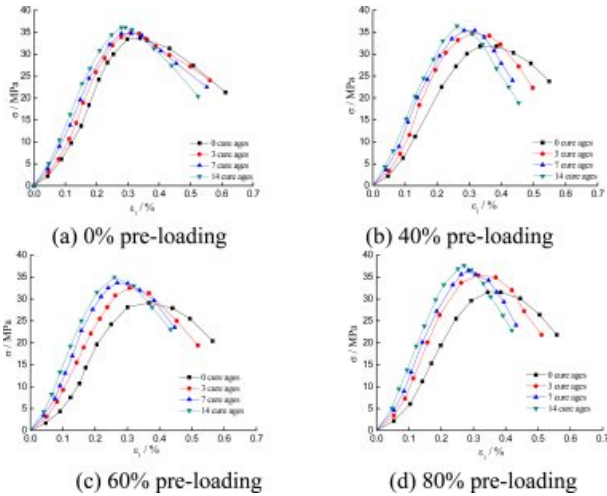 σ / MPa
40
35
30
25
20
15
10
5
0
0.0 0.1 0.2 0.3 0.4 0.5 0.6 0.7
ε₁ / %
0 cure ages
3 cure ages
7 cure ages
14 cure ages
(a) 0% pre-loading
σ / MPa
40
35
30
25
20
15
10
5
0
0.0 0.1 0.2 0.3 0.4 0.5 0.6 0.7
ε₁ / %
0 cure ages
3 cure ages
7 cure ages
14 cure ages
(b) 40% pre-loading
σ / MPa
40
35
30
25
20
15
10
5
0
0.0 0.1 0.2 0.3 0.4 0.5 0.6 0.7
ε₁ / %
0 cure ages
3 cure ages
7 cure ages
14 cure ages
(c) 60% pre-loading
σ / MPa
40
35
30
25
20
15
10
5
0
0.0 0.1 0.2 0.3 0.4 0.5 0.6 0.7
ε₁ / %
0 cure ages
3 cure ages
7 cure ages
14 cure ages
(d) 80% pre-loading